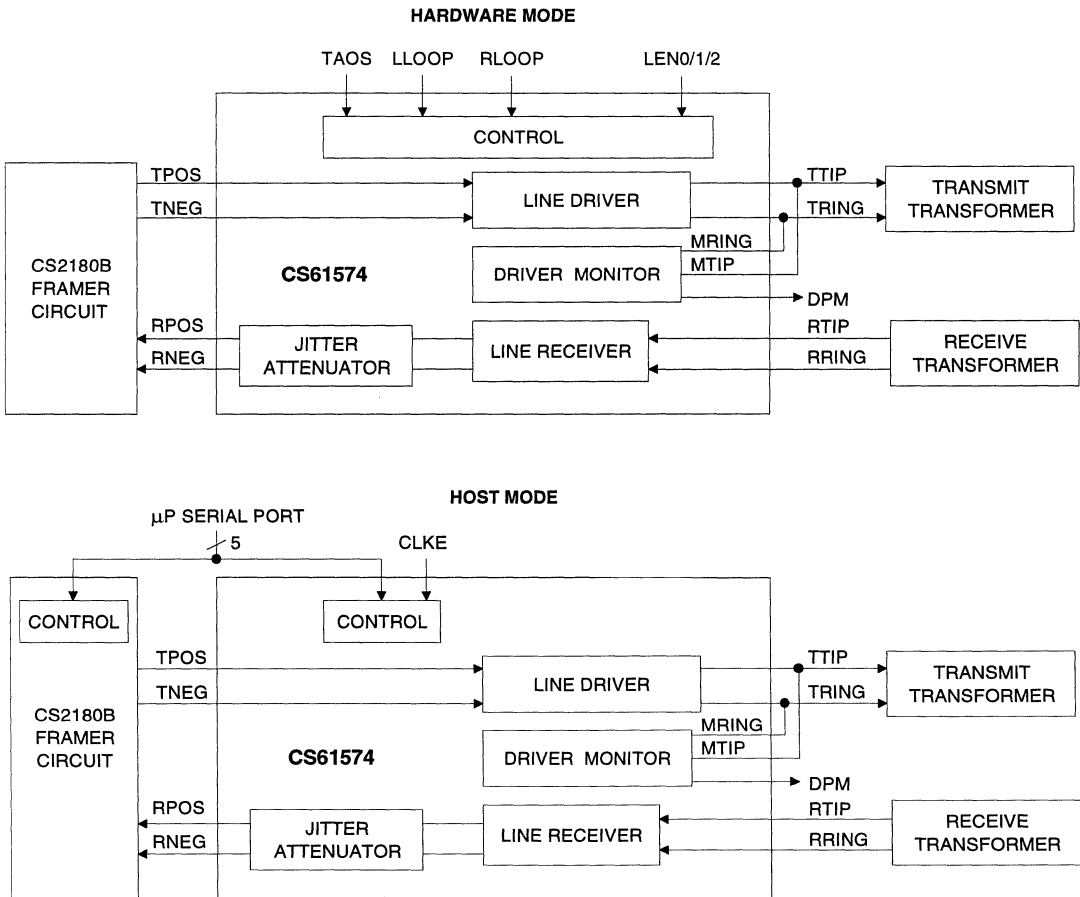 HARDWARE MODE
TAOS LLOOP RLOOP LEN0/1/2
CONTROL
TPOS
TNEG
LINE DRIVER
TTIP
TRING
TRANSMIT
TRANSFORMER
CS2180B
FRAMER
CIRCUIT
CS61574
DRIVER MONITOR
MRING
MTIP
DPM
RPOS
RNEG
JITTER
ATTENUATOR
LINE RECEIVER
RTIP
RRING
RECEIVE
TRANSFORMER
HOST MODE
µP SERIAL PORT
5
CLKE
CONTROL
CONTROL
TPOS
TNEG
LINE DRIVER
TTIP
TRING
TRANSMIT
TRANSFORMER
CS2180B
FRAMER
CIRCUIT
CS61574
DRIVER MONITOR
MRING
MTIP
DPM
RPOS
RNEG
JITTER
ATTENUATOR
LINE RECEIVER
RTIP
RRING
RECEIVE
TRANSFORMER